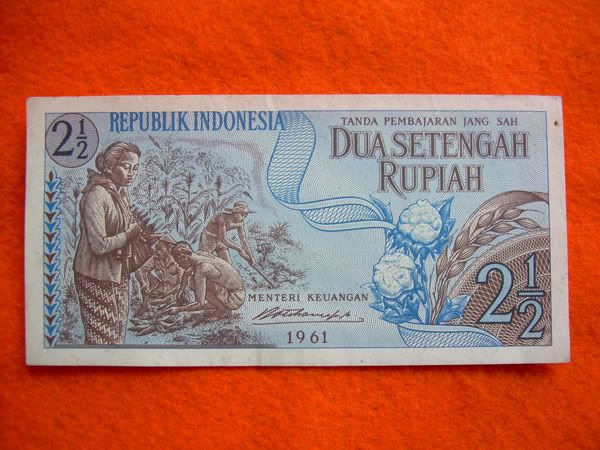 2½
REPUBLIK INDONESIA
TANDA PEMBAJARAN JANG SAH
DUA SETENGAH
RUPIAH
MENTERI KEUANGAN
1961
2½